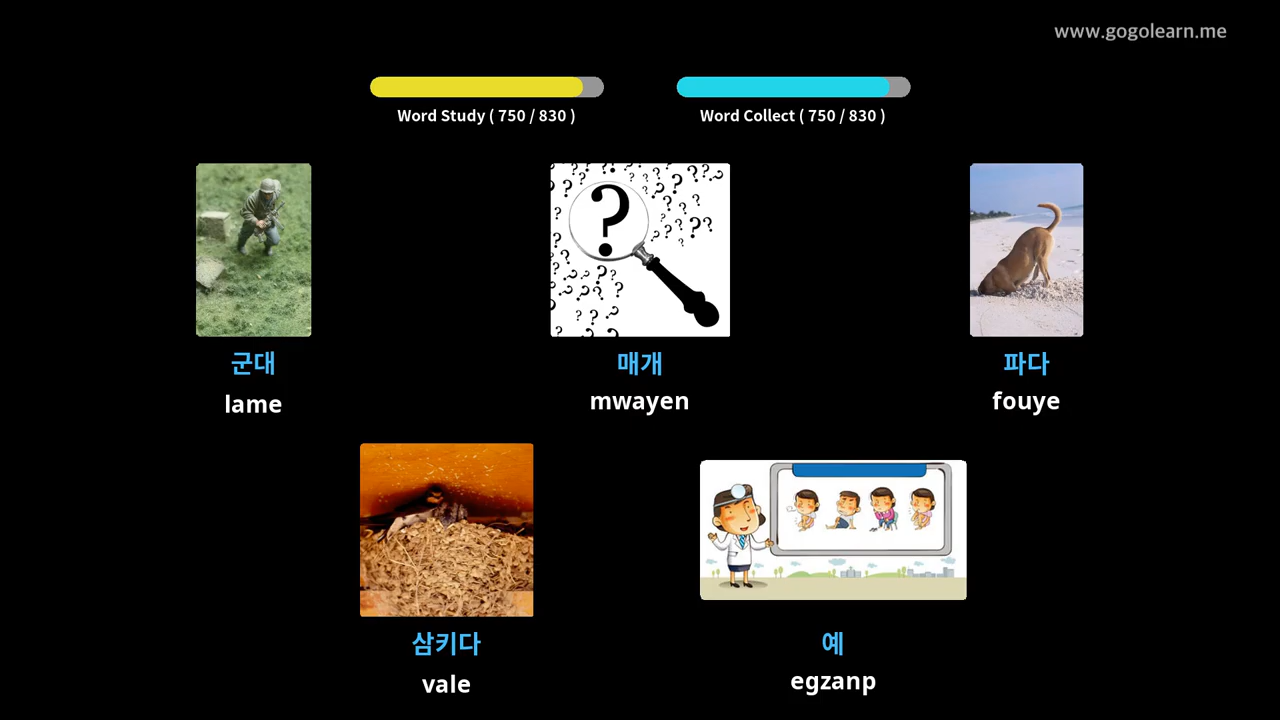 www.gogolearn.me
Word Study ( 750 / 830 )
Word Collect ( 750 / 830 )
군대
lame
매개
mwayen
파다
fouye
삼키다
vale
예
egzanp